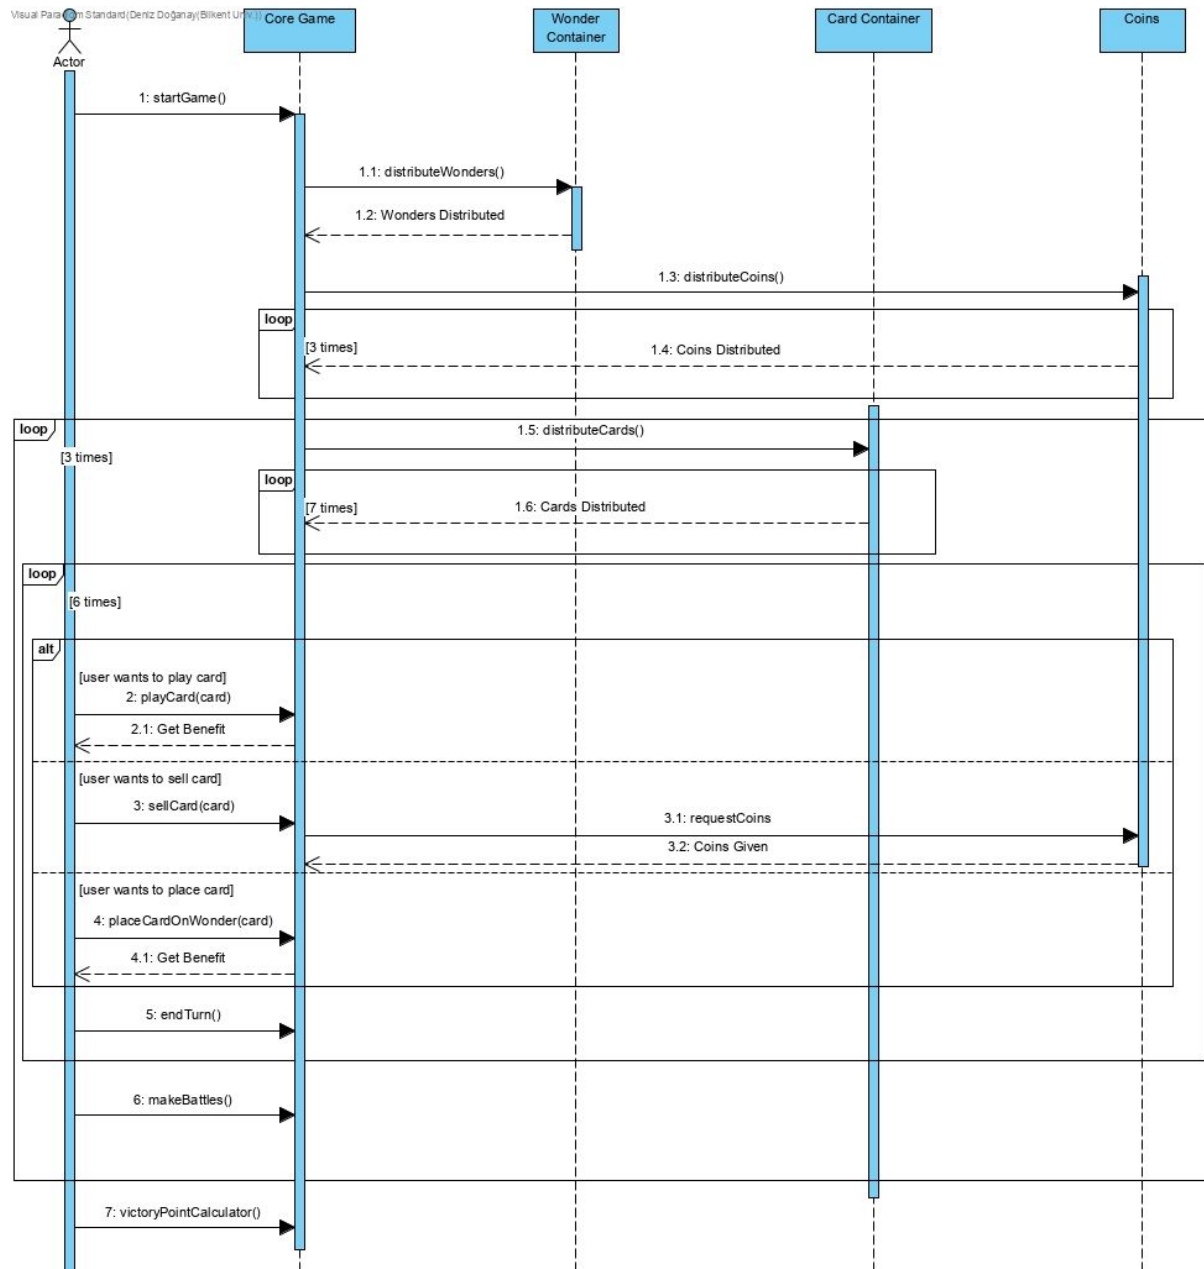 Visual Paradigm Standard(Deniz Doğanay(Bilkent Univ.))
Actor
Core Game
Wonder
Container
Card Container
Coins
1: startGame()
1.1: distributeWonders()
1.2: Wonders Distributed
1.3: distributeCoins()
loop
[3 times]
1.4: Coins Distributed
loop
[3 times]
1.5: distributeCards()
loop
[7 times]
1.6: Cards Distributed
loop
[6 times]
alt
[user wants to play card]
2: playCard(card)
2.1: Get Benefit
[user wants to sell card]
3: sellCard(card)
3.1: requestCoins
3.2: Coins Given
[user wants to place card]
4: placeCardOnWonder(card)
4.1: Get Benefit
5: endTurn()
6: makeBattles()
7: victoryPointCalculator()